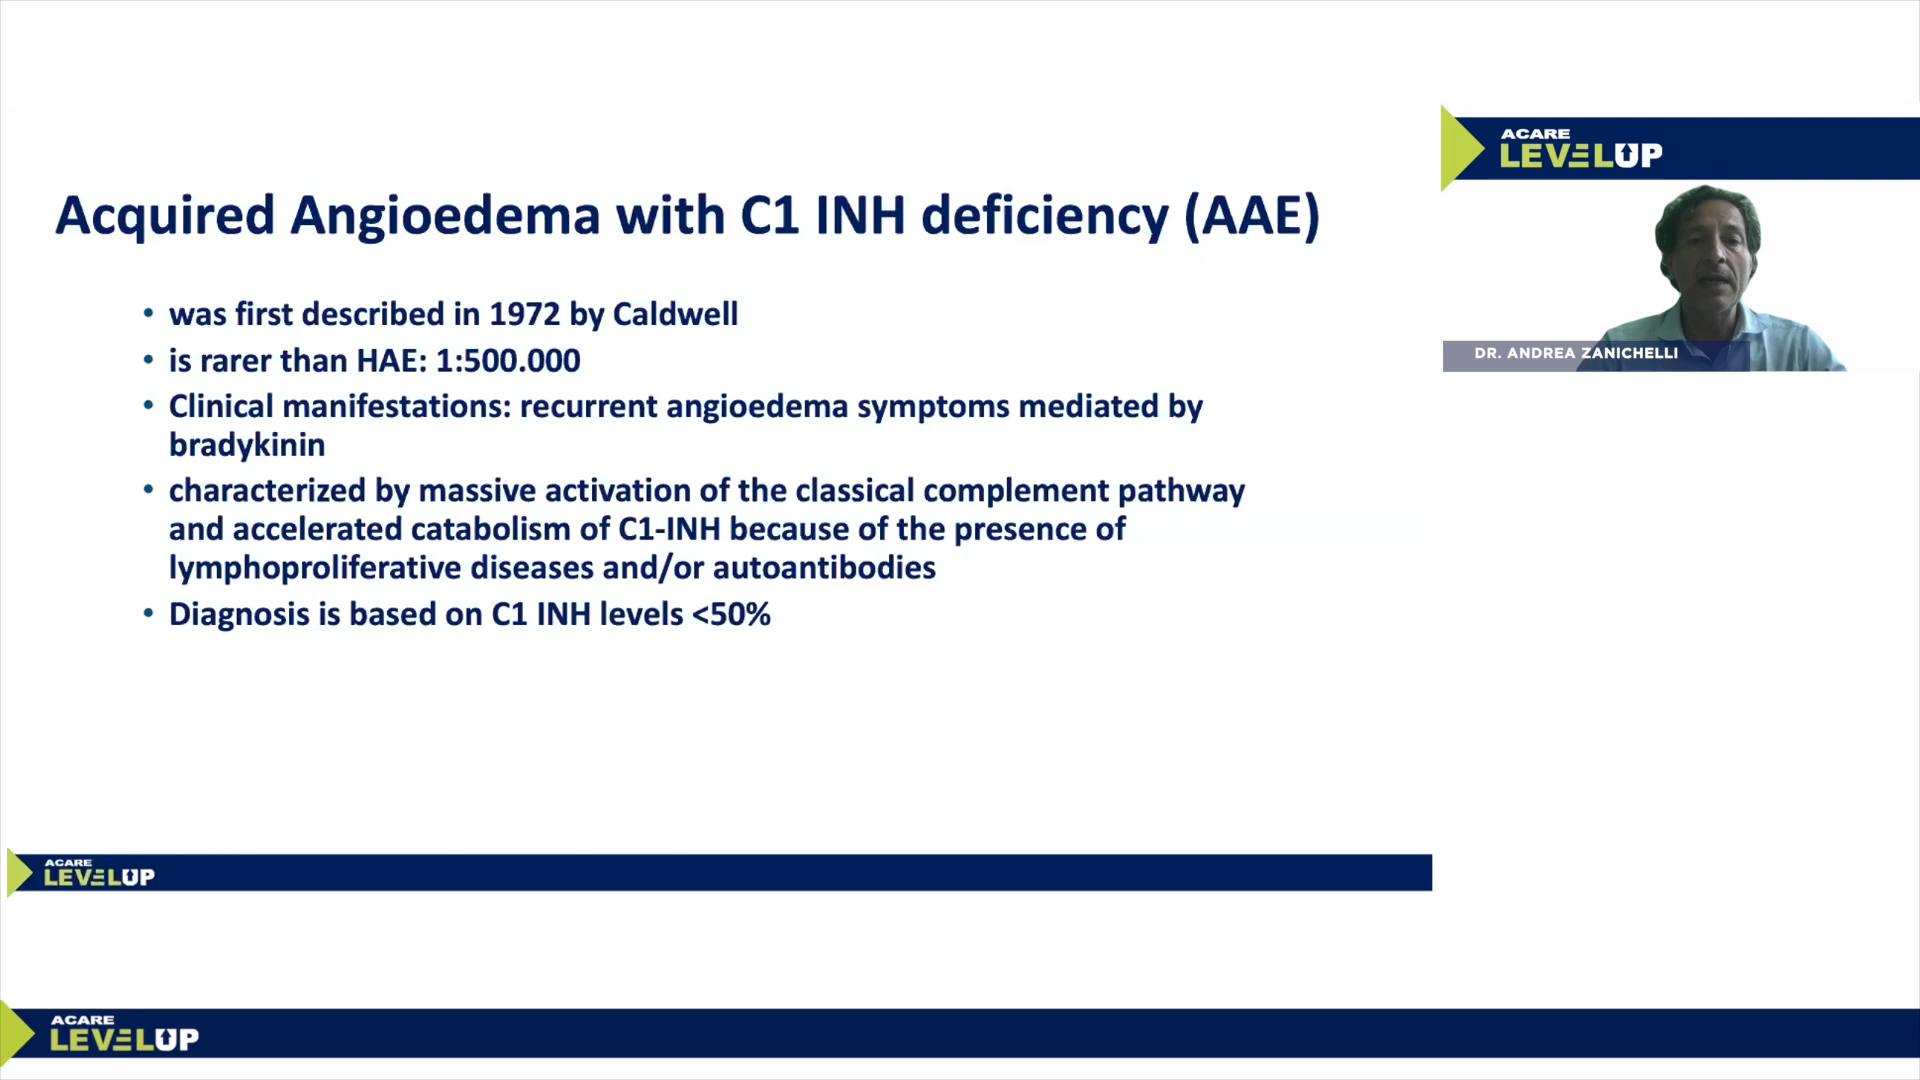 ACARE
LEVELUP
Acquired Angioedema with C1 INH deficiency (AAE)
• was first described in 1972 by Caldwell
• is rarer than HAE: 1:500.000
• Clinical manifestations: recurrent angioedema symptoms mediated by
bradykinin
• characterized by massive activation of the classical complement pathway
and accelerated catabolism of C1-INH because of the presence of
lymphoproliferative diseases and/or autoantibodies
• Diagnosis is based on C1 INH levels <50%
DR. ANDREA ZANICHELLI
ACARE
LEVELUP
ACARE
LEVELUP